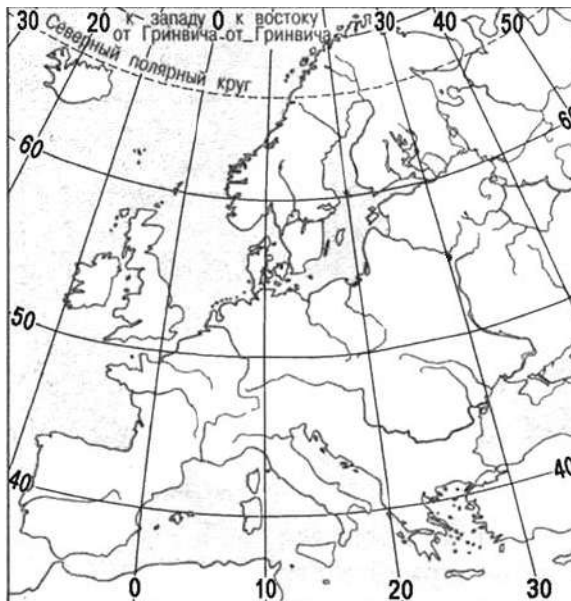 30 20 к западу 0 к востоку 30 40 50
от Гринвича от Гринвича
Северный полярный круг
60 60
50
40 40
0 10 20 30